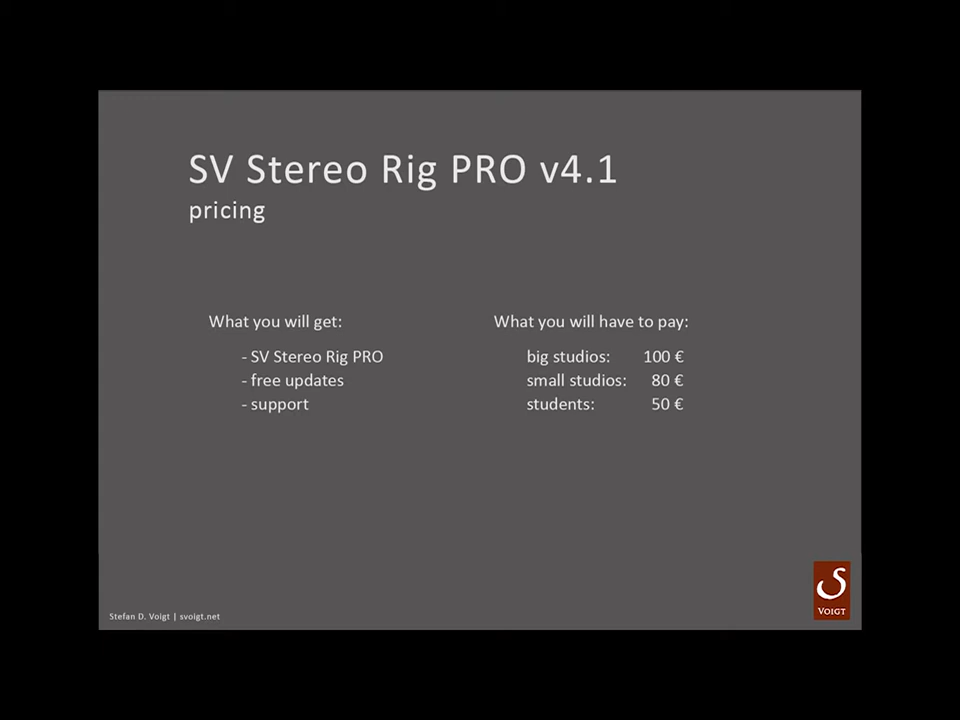 SV Stereo Rig PRO v4.1
pricing
What you will get:
- SV Stereo Rig PRO
- free updates
- support
What you will have to pay:
big studios: 100 €
small studios: 80 €
students: 50 €
S
VOIGT
Stefan D. Voigt | svoigt.net